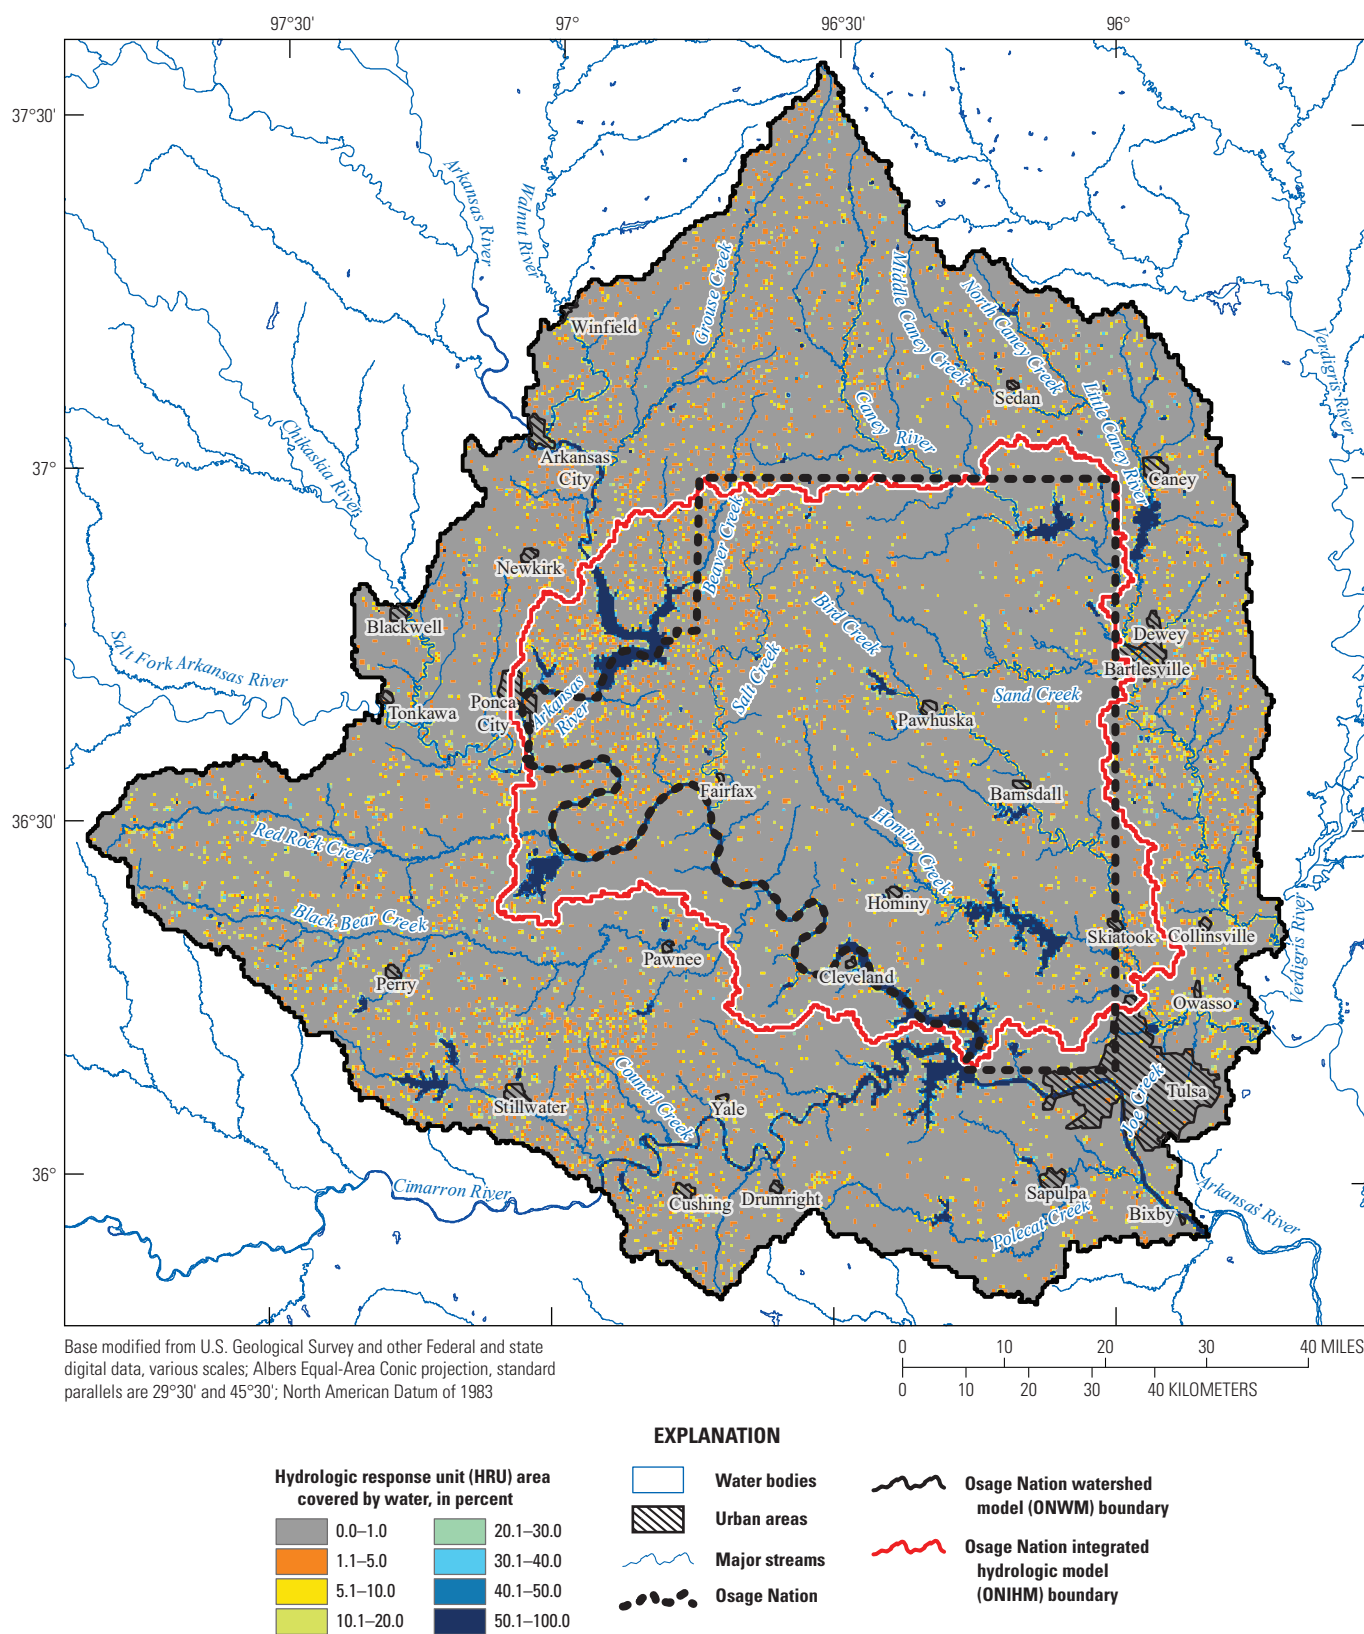 97°30'
97°
96°30'
96°
37°30'
37°
36°30'
36°
Arkansas River
Walnut River
Grouse Creek
Middle Caney Creek
North Caney Creek
Verdigris River
Winfield
Sedan
Little Caney River
Caney River
Arkansas
City
Caney
Chikaskia River
Beaver Creek
Newkirk
Blackwell
Bird Creek
Dewey
Bartlesville
Salt Fork Arkansas River
Salt Creek
Sand Creek
Ponca
City
Arkansas
River
Tonkawa
Pawhuska
Fairfax
Barnsdall
Red Rock Creek
Hominy Creek
Hominy
Black Bear Creek
Skiatook
Collinsville
Verdigris River
Pawnee
Perry
Cleveland
Owasso
Council Creek
Stillwater
Yale
Joe Creek
Tulsa
Cimarron River
Cushing
Drumright
Sapulpa
Polecat Creek
Bixby
Arkansas River
Base modified from U.S. Geological Survey and other Federal and state
digital data, various scales; Albers Equal-Area Conic projection, standard
parallels are 29°30' and 45°30'; North American Datum of 1983
0 10 20 30 40 MILES
0 10 20 30 40 KILOMETERS
EXPLANATION
Hydrologic response unit (HRU) area
covered by water, in percent
0.0–1.0
1.1–5.0
5.1–10.0
10.1–20.0
20.1–30.0
30.1–40.0
40.1–50.0
50.1–100.0
Water bodies
Urban areas
Major streams
Osage Nation
Osage Nation watershed
model (ONWM) boundary
Osage Nation integrated
hydrologic model
(ONIHM) boundary